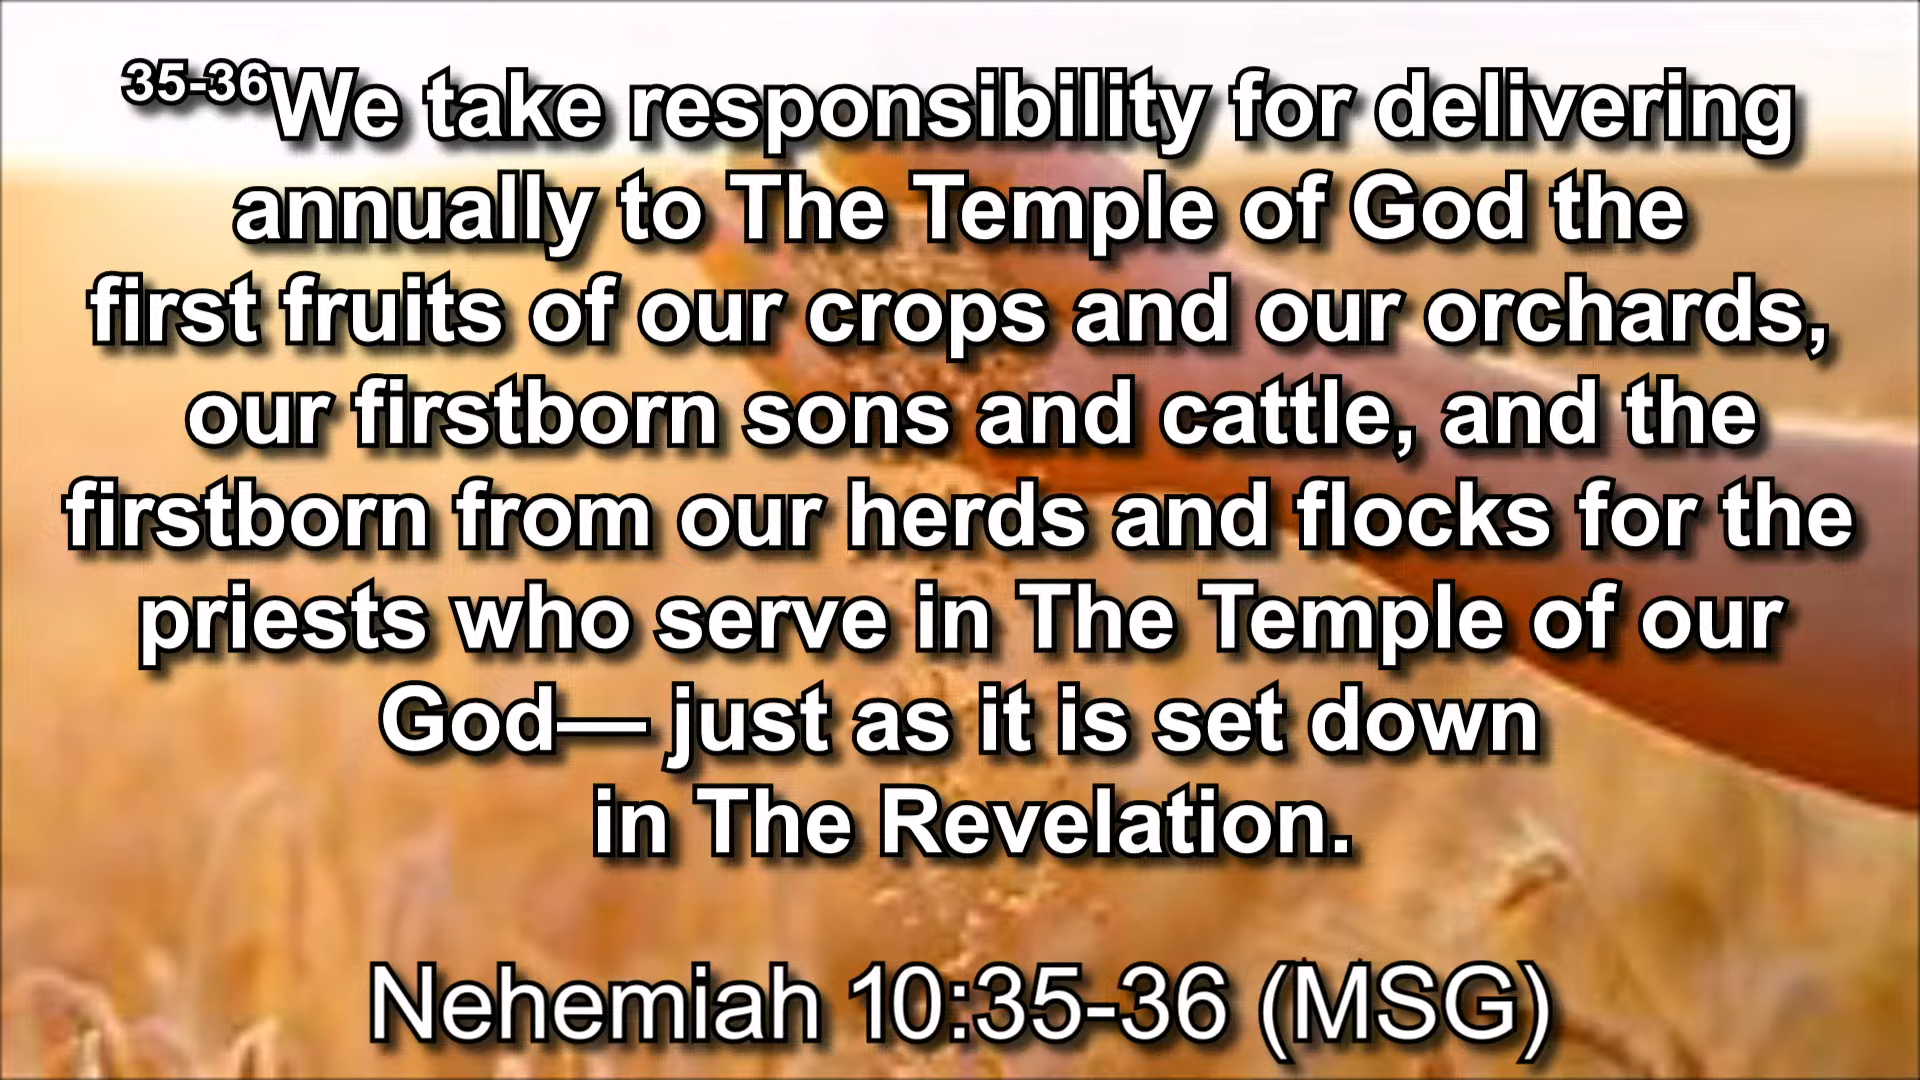 35-36We take responsibility for delivering
annually to The Temple of God the
first fruits of our crops and our orchards,
our firstborn sons and cattle, and the
firstborn from our herds and flocks for the
priests who serve in The Temple of our
God— just as it is set down
in The Revelation.
Nehemiah 10:35-36 (MSG)